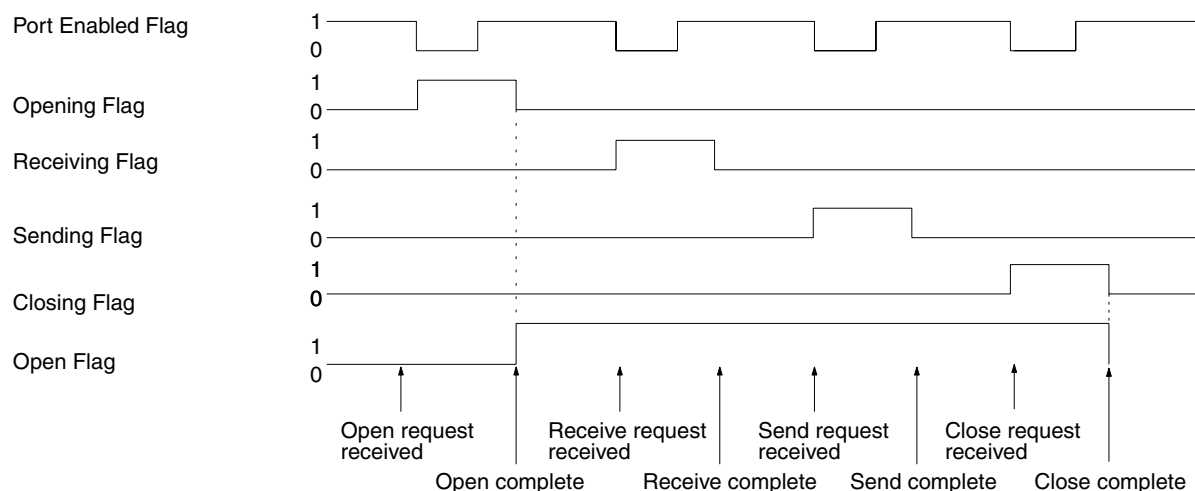 Port Enabled Flag
1
0
Opening Flag
1
0
Receiving Flag
1
0
Sending Flag
1
0
Closing Flag
1
0
Open Flag
1
0
Open request
received
Receive request
received
Send request
received
Close request
received
Open complete
Receive complete
Send complete
Close complete